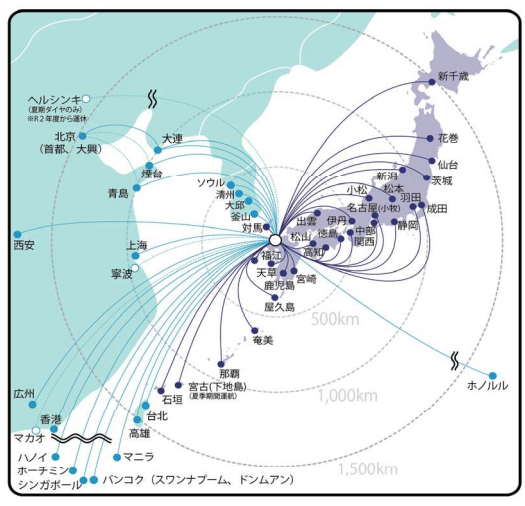 新千歳
ヘルシンキ
(夏期ダイヤのみ)
※R２年度から運休
北京
(首都、大興)
大連
花巻
仙台
煙台
新潟
茨城
青島
ソウル
清州
大邱
釜山
対馬
小松
松本
羽田
成田
名古屋(小牧)
出雲
伊丹
静岡
西安
松山
徳島
中部
関西
上海
高知
寧波
福江
天草
宮崎
鹿児島
屋久島
500km
奄美
那覇
ホノルル
宮古(下地島)
(夏季期間運航)
1,000km
石垣
広州
台北
香港
高雄
マカオ
ハノイ
マニラ
ホーチミン
1,500km
シンガポール
バンコク（スワンナプーム、ドンムアン）